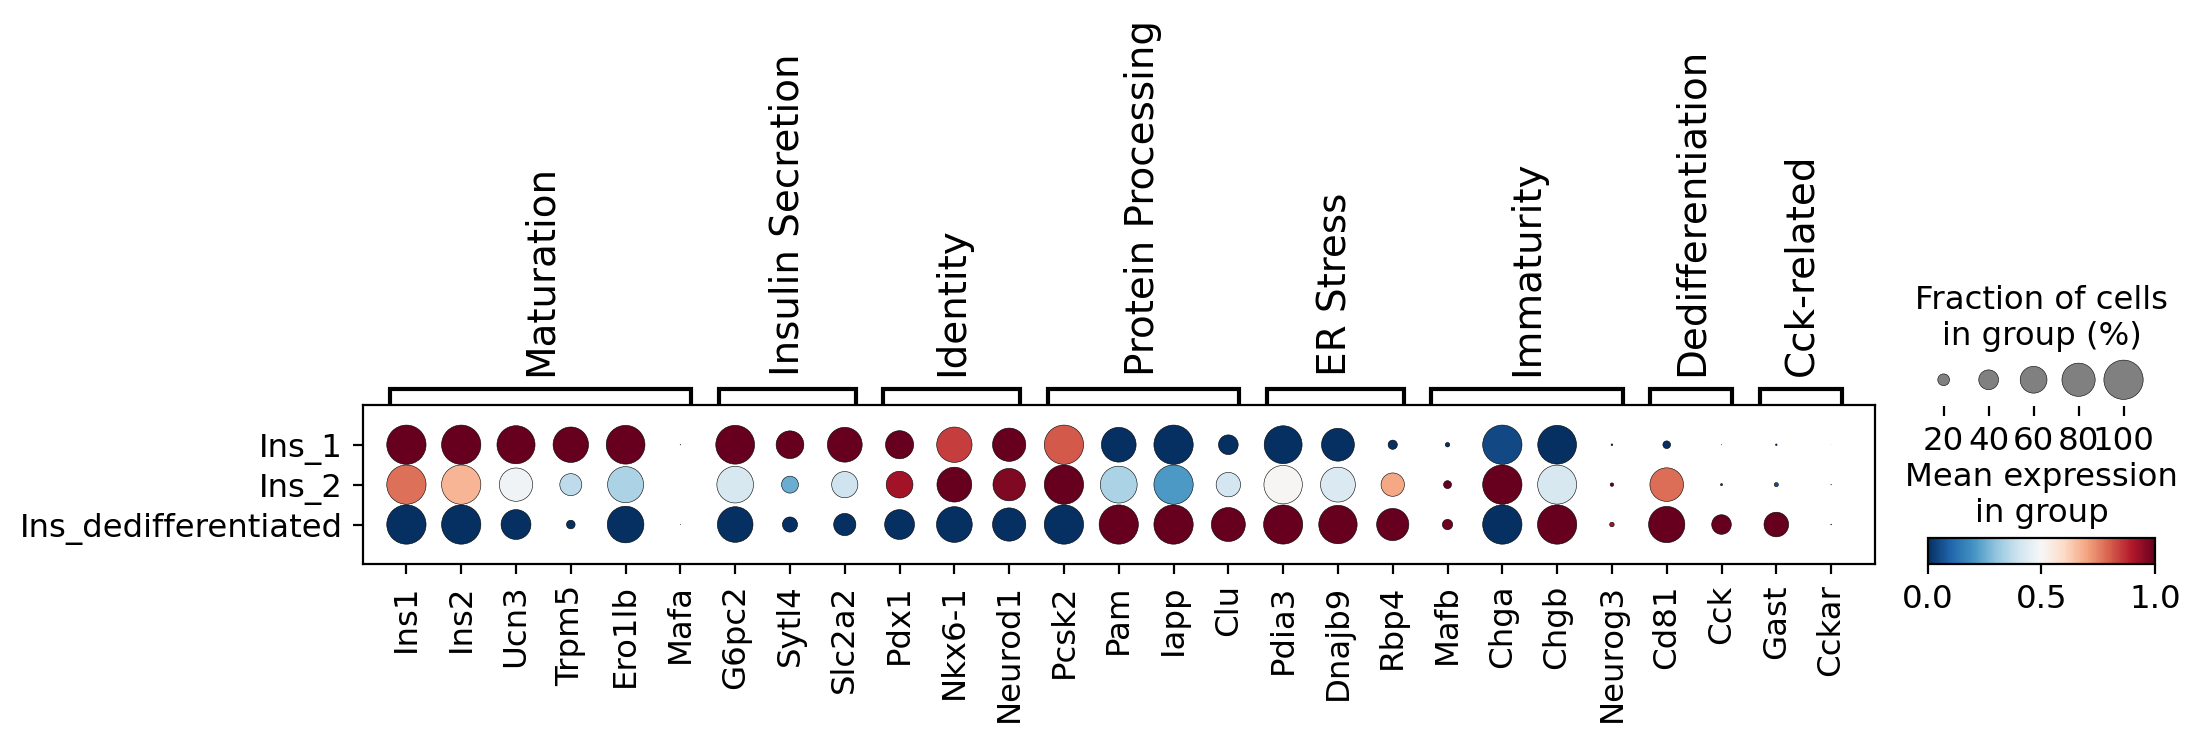 Maturation
Insulin Secretion
Identity
Protein Processing
ER Stress
Immaturity
Dedifferentiation
Cck-related
Ins_1
Ins_2
Ins_dedifferentiated
Ins1
Ins2
Ucn3
Trpm5
Ero1lb
Mafa
G6pc2
Sytl4
Slc2a2
Pdx1
Nkx6-1
Neurod1
Pcsk2
Pam
Iapp
Clu
Pdia3
Dnajb9
Rbp4
Mafb
Chga
Chgb
Neurog3
Cd81
Cck
Gast
Cckar
Fraction of cells
in group (%)
20 40 60 80 100
Mean expression
in group
0.0 0.5 1.0